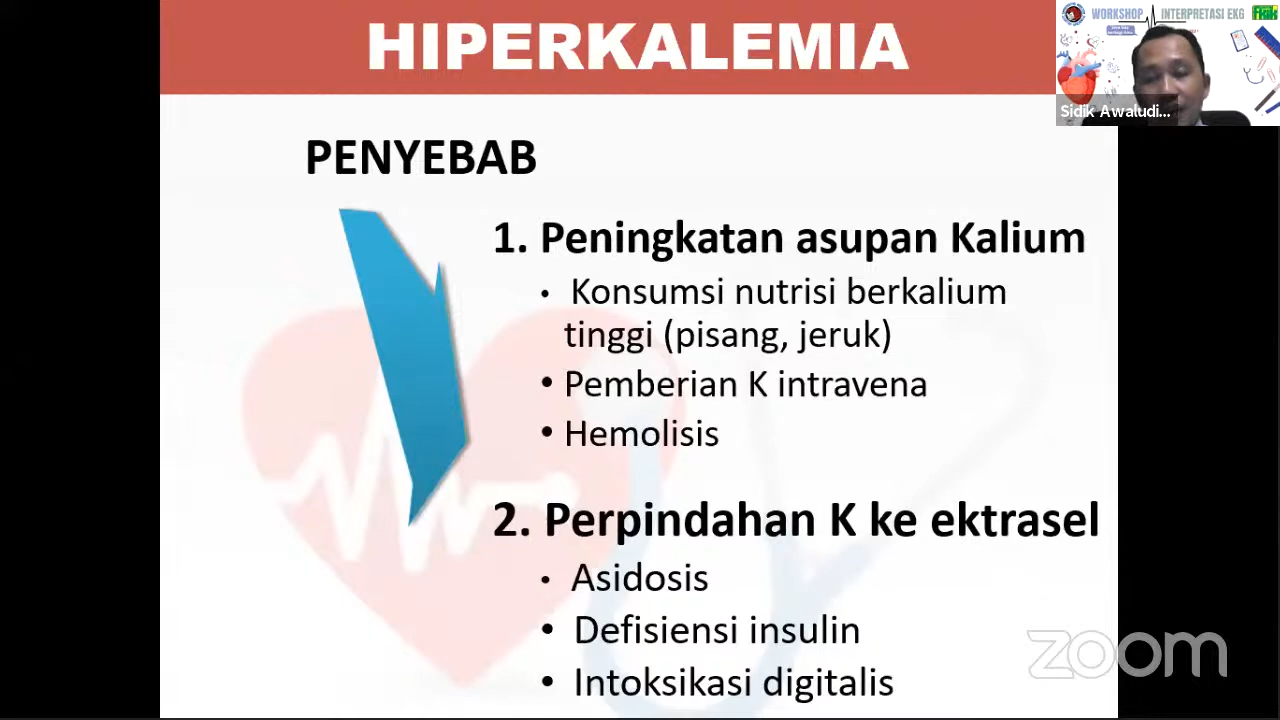 HIPERKALEMIA
WORKSHOP INTERPRETASI EKG
Sidik Awaludi...
PENYEBAB
1. Peningkatan asupan Kalium
• Konsumsi nutrisi berkalium
tinggi (pisang, jeruk)
• Pemberian K intravena
• Hemolisis
2. Perpindahan K ke ektrasel
• Asidosis
• Defisiensi insulin
• Intoksikasi digitalis
zoom